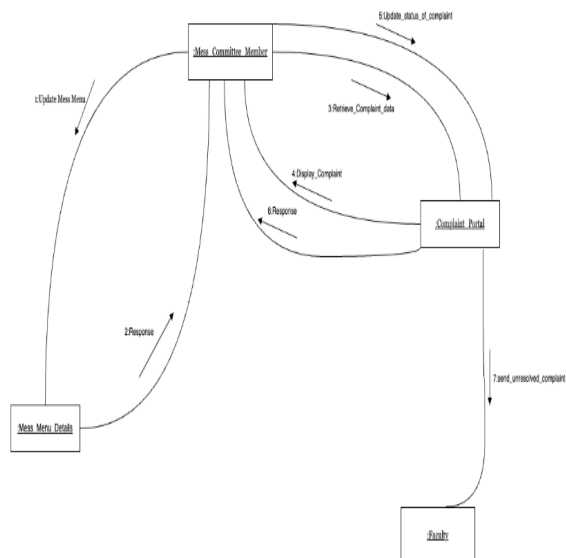 5:Update_status_of_complaint
:Mess_Committee_Member
1:Update Mess Menu
3:Retrieve_Complaint_data
4:Display_Complaint
6:Response
:Complaint_Portal
2:Response
7:send_unresolved_complaint
:Mess_Menu_Details
:Faculty